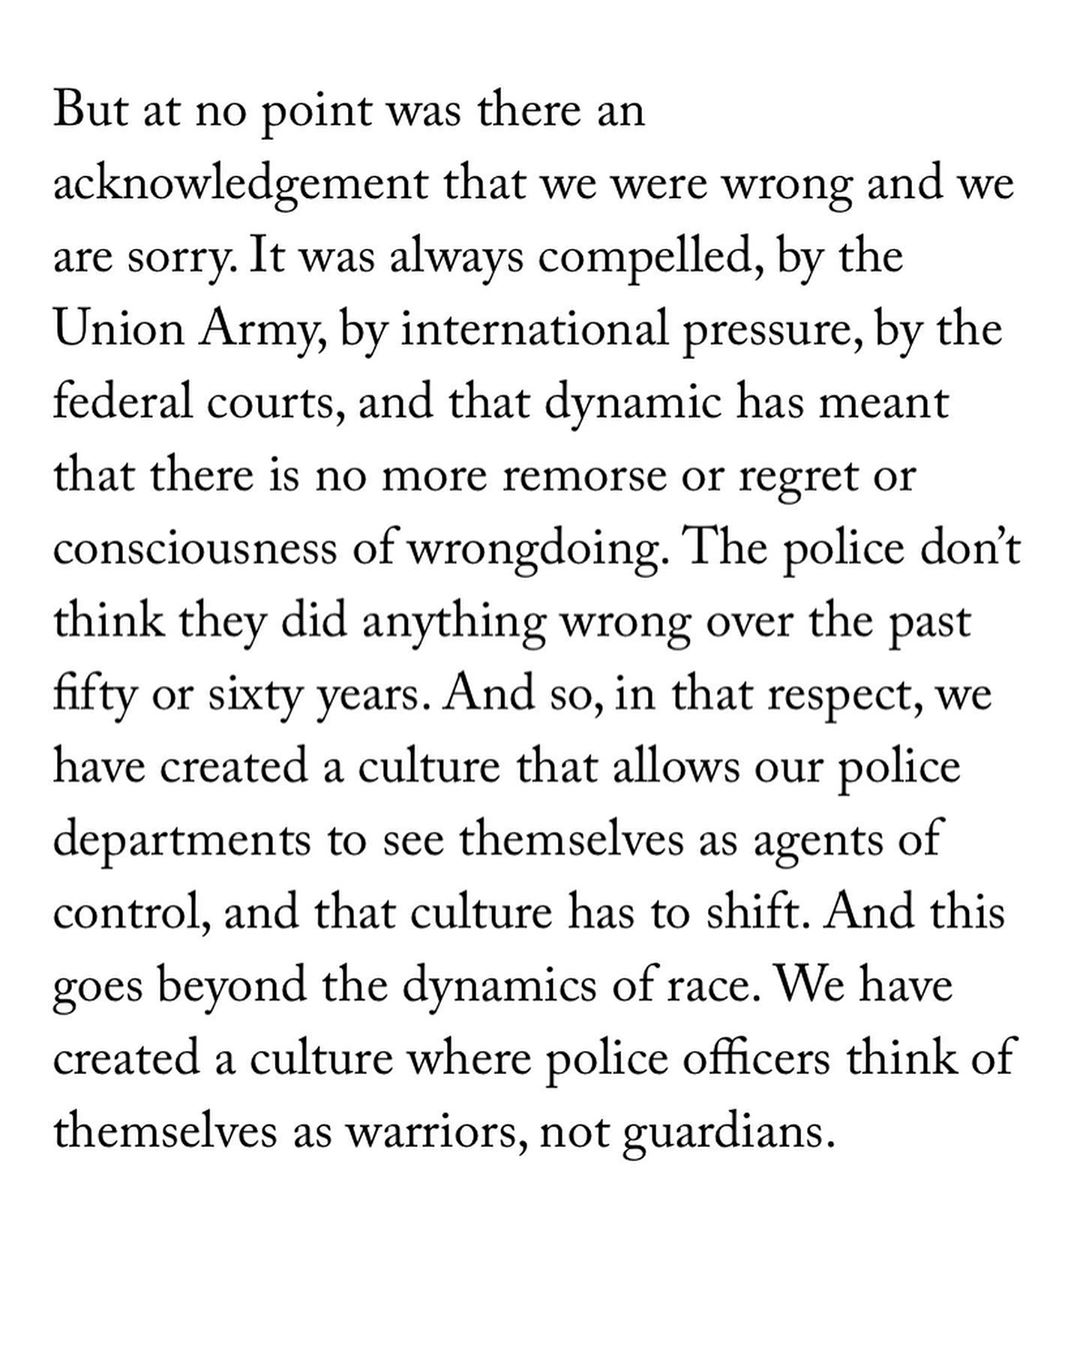 But at no point was there an
acknowledgement that we were wrong and we
are sorry. It was always compelled, by the
Union Army, by international pressure, by the
federal courts, and that dynamic has meant
that there is no more remorse or regret or
consciousness of wrongdoing. The police don’t
think they did anything wrong over the past
fifty or sixty years. And so, in that respect, we
have created a culture that allows our police
departments to see themselves as agents of
control, and that culture has to shift. And this
goes beyond the dynamics of race. We have
created a culture where police officers think of
themselves as warriors, not guardians.